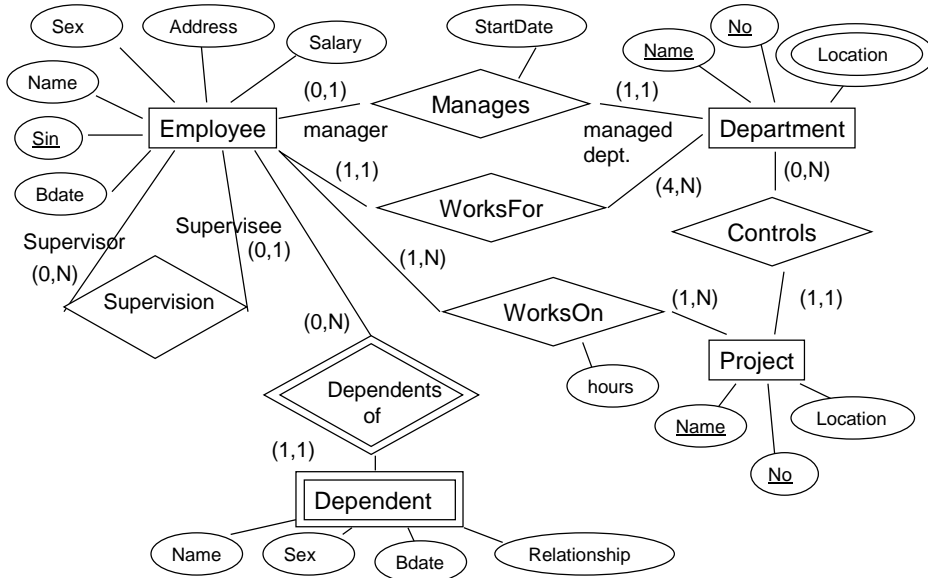 Sex
Address
Salary
StartDate
No
Name
Location
Name
(0,1)
Manages
(1,1)
Employee
manager
managed
dept.
Department
Sin
(1,1)
(4,N)
(0,N)
Bdate
WorksFor
Controls
Supervisor
Supervisee
(0,N)
(0,1)
(1,N)
Supervision
WorksOn
(1,N)
(1,1)
(0,N)
Project
Dependents
of
hours
Name
Location
(1,1)
No
Dependent
Name
Sex
Bdate
Relationship